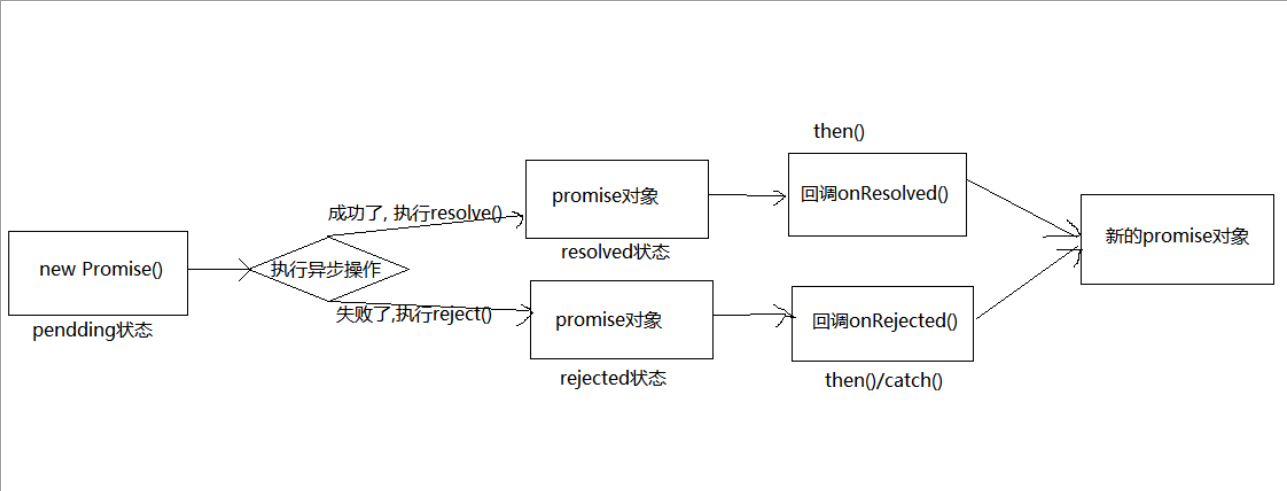 new Promise()
pendding状态
执行异步操作
成功了, 执行resolve()
失败了,执行reject()
promise对象
resolved状态
promise对象
rejected状态
then()
回调onResolved()
回调onRejected()
then()/catch()
新的promise对象